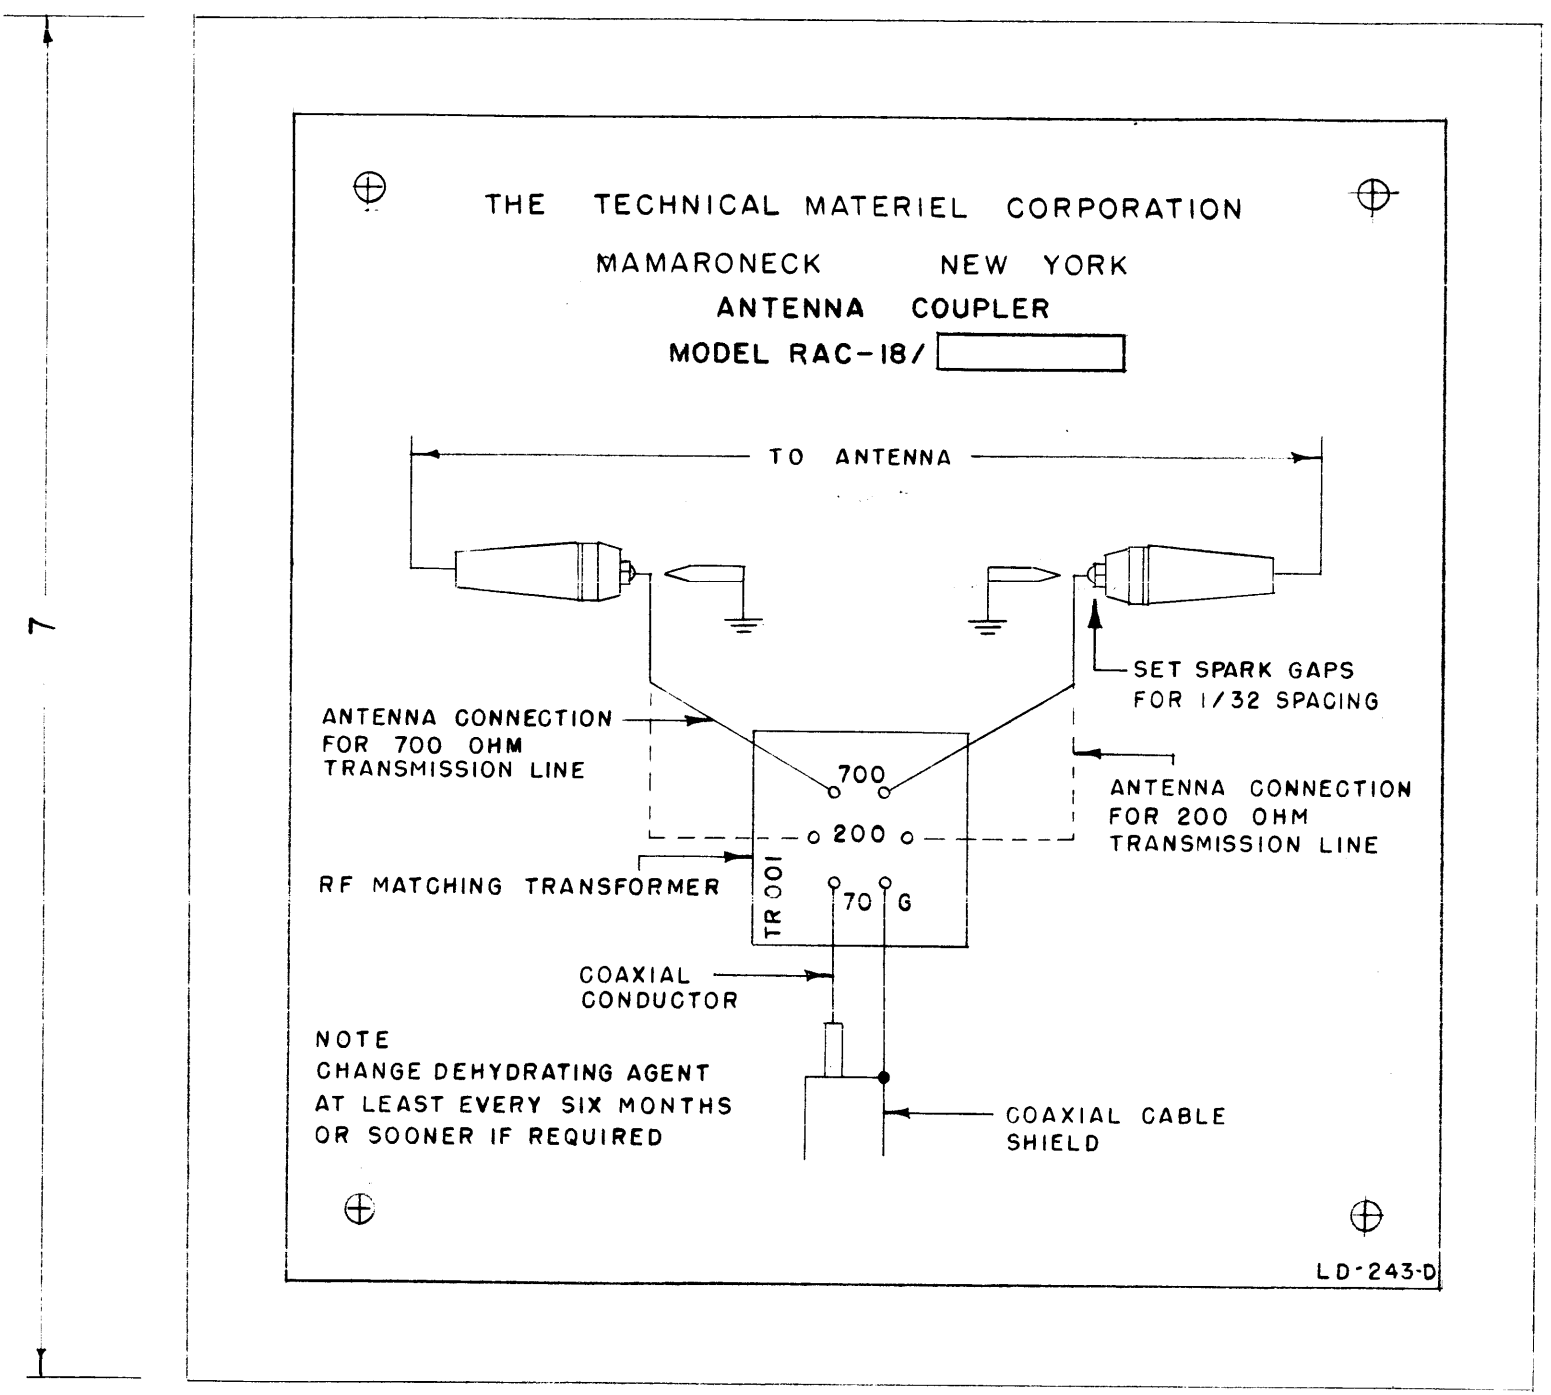 THE TECHNICAL MATERIEL CORPORATION
MAMARONECK NEW YORK
ANTENNA COUPLER
MODEL RAC-18/
TO ANTENNA
7
SET SPARK GAPS
FOR 1/32 SPACING
ANTENNA CONNECTION
FOR 700 OHM
TRANSMISSION LINE
700
ANTENNA CONNECTION
FOR 200 OHM
TRANSMISSION LINE
200
RF MATCHING TRANSFORMER
TR001
70 G
COAXIAL
CONDUCTOR
NOTE
CHANGE DEHYDRATING AGENT
AT LEAST EVERY SIX MONTHS
OR SOONER IF REQUIRED
COAXIAL CABLE
SHIELD
LD-243-D